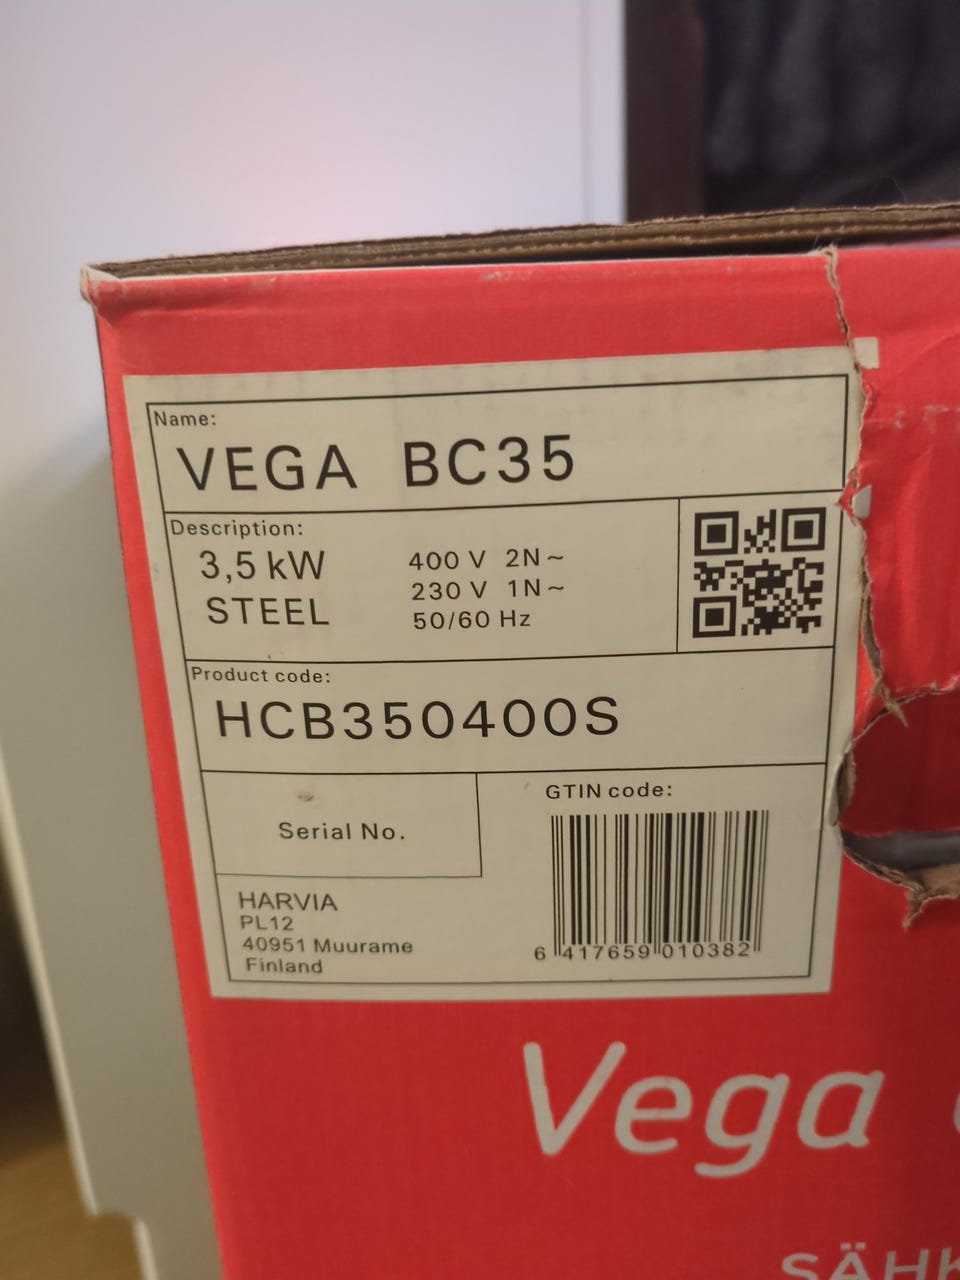 Name:
VEGA BC35
Description:
3,5 kW
STEEL
400 V 2N~
230 V 1N~
50/60 Hz
Product code:
HCB350400S
Serial No.
GTIN code:
HARVIA
PL12
40951 Muurame
Finland
6 417659 010382
Vega